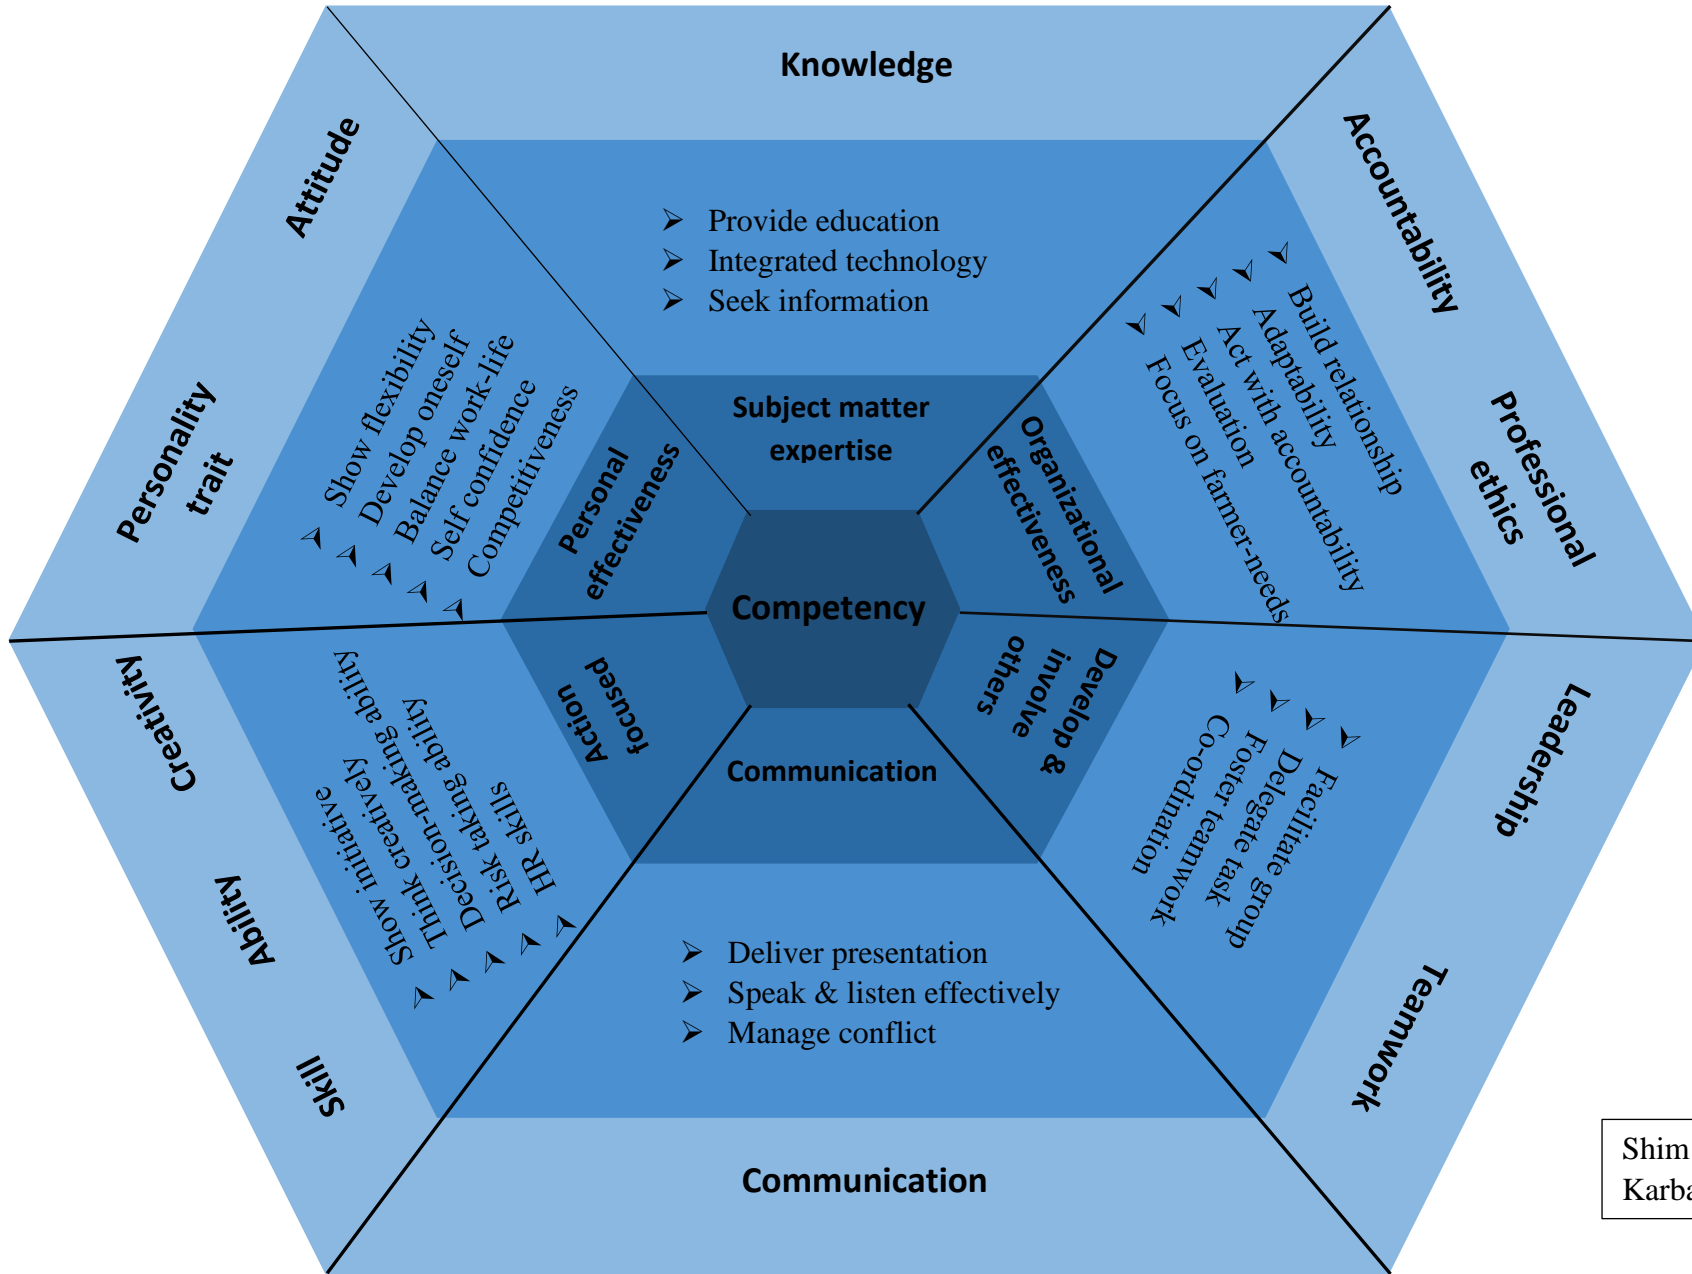 Knowledge
Provide education
Integrated technology
Seek information
Subject matter
expertise
Accountability
Professional
ethics
Build relationship
Adaptability
Act with accountability
Evaluation
Focus on farmer-needs
Organizational
effectiveness
Leadership
Teamwork
Facilitate group
Delegate task
Foster teamwork
Co-ordination
Develop &
involve
others
Communication
Deliver presentation
Speak & listen effectively
Manage conflict
Communication
Creativity
Ability
Skill
Show initiative
Think creatively
Decision-making ability
Risk taking ability
HR skills
Action
focused
Attitude
Personality
trait
Show flexibility
Develop oneself
Balance work-life
Self confidence
Competitiveness
Personal
effectiveness
Competency
Shim
Karba